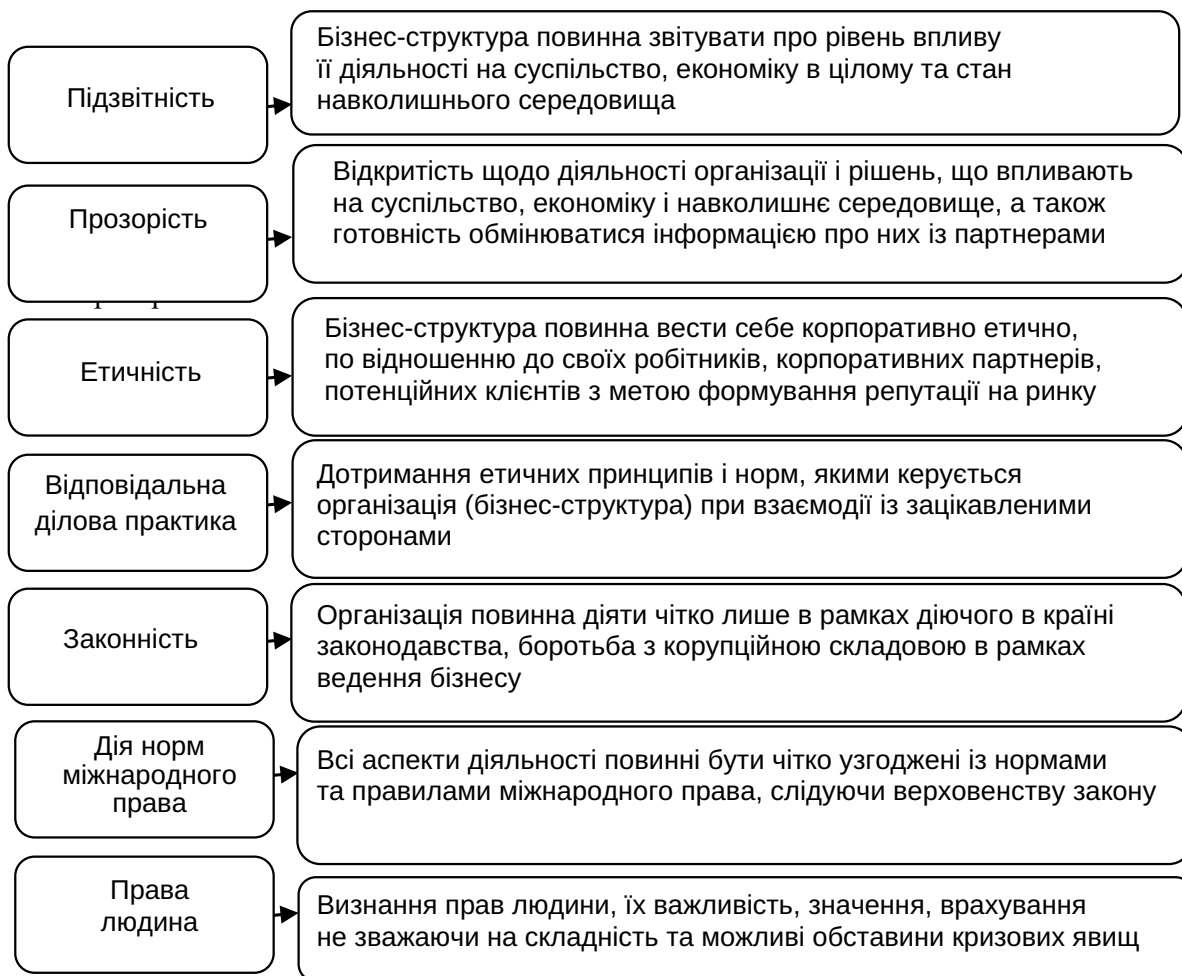 Підзвітність
Бізнес-структура повинна звітувати про рівень впливу
її діяльності на суспільство, економіку в цілому та стан
навколишнього середовища
Прозорість
Відкритість щодо діяльності організації і рішень, що впливають
на суспільство, економіку і навколишнє середовище, а також
готовність обмінюватися інформацією про них із партнерами
Етичність
Бізнес-структура повинна вести себе корпоративно етично,
по відношенню до своїх робітників, корпоративних партнерів,
потенційних клієнтів з метою формування репутації на ринку
Відповідальна
ділова практика
Дотримання етичних принципів і норм, якими керується
організація (бізнес-структура) при взаємодії із зацікавленими
сторонами
Законність
Організація повинна діяти чітко лише в рамках діючого в країні
законодавства, боротьба з корупційною складовою в рамках
ведення бізнесу
Дія норм
міжнародного
права
Всі аспекти діяльності повинні бути чітко узгоджені із нормами
та правилами міжнародного права, слідуючи верховенству закону
Права
людина
Визнання прав людини, їх важливість, значення, врахування
не зважаючи на складність та можливі обставини кризових явищ